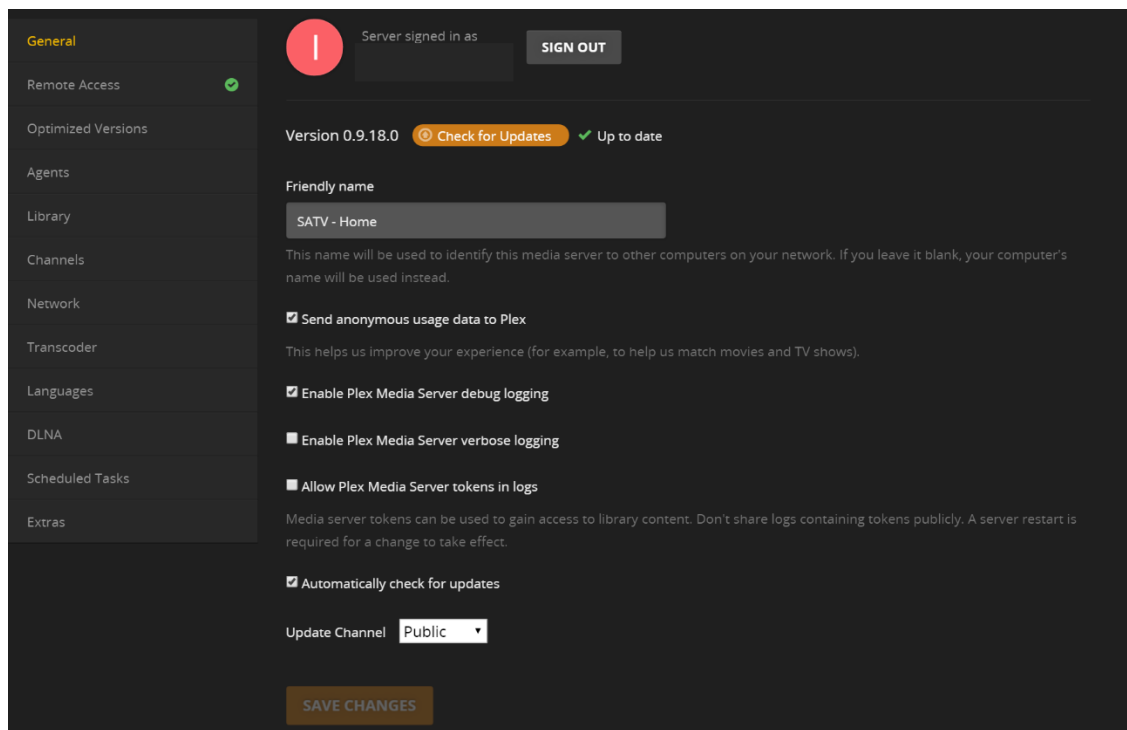 General
Remote Access
Optimized Versions
Agents
Library
Channels
Network
Transcoder
Languages
DLNA
Scheduled Tasks
Extras
I
Server signed in as
SIGN OUT
Version 0.9.18.0 Check for Updates Up to date
Friendly name
SATV - Home
This name will be used to identify this media server to other computers on your network. If you leave it blank, your computer's
name will be used instead.
Send anonymous usage data to Plex
This helps us improve your experience (for example, to help us match movies and TV shows).
Enable Plex Media Server debug logging
Enable Plex Media Server verbose logging
Allow Plex Media Server tokens in logs
Media server tokens can be used to gain access to library content. Don't share logs containing tokens publicly. A server restart is
required for a change to take effect.
Automatically check for updates
Update Channel Public
SAVE CHANGES